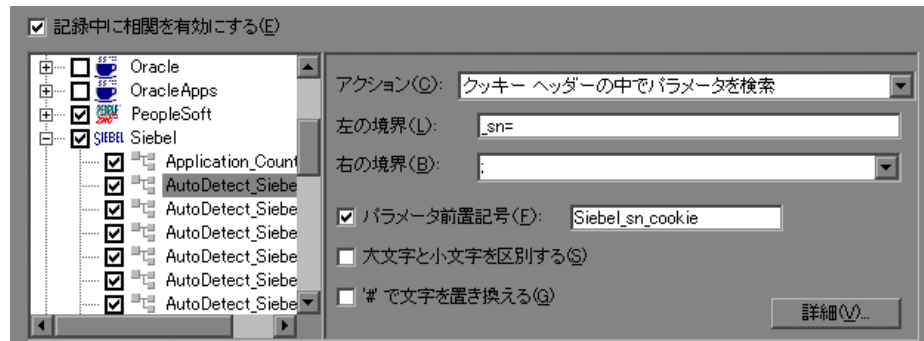 記録中に相関を有効にする(E)
Oracle
OracleApps
PeopleSoft
SIEBEL Siebel
Application_Count
AutoDetect_Siebe
AutoDetect_Siebe
AutoDetect_Siebe
AutoDetect_Siebe
AutoDetect_Siebe
AutoDetect_Siebe
アクション(C): クッキー ヘッダーの中でパラメータを検索
左の境界(L): _sn=
右の境界(B): ;
パラメータ前置記号(F): Siebel_sn_cookie
大文字と小文字を区別する(S)
'#' で文字を置き換える(G)
詳細(V)...